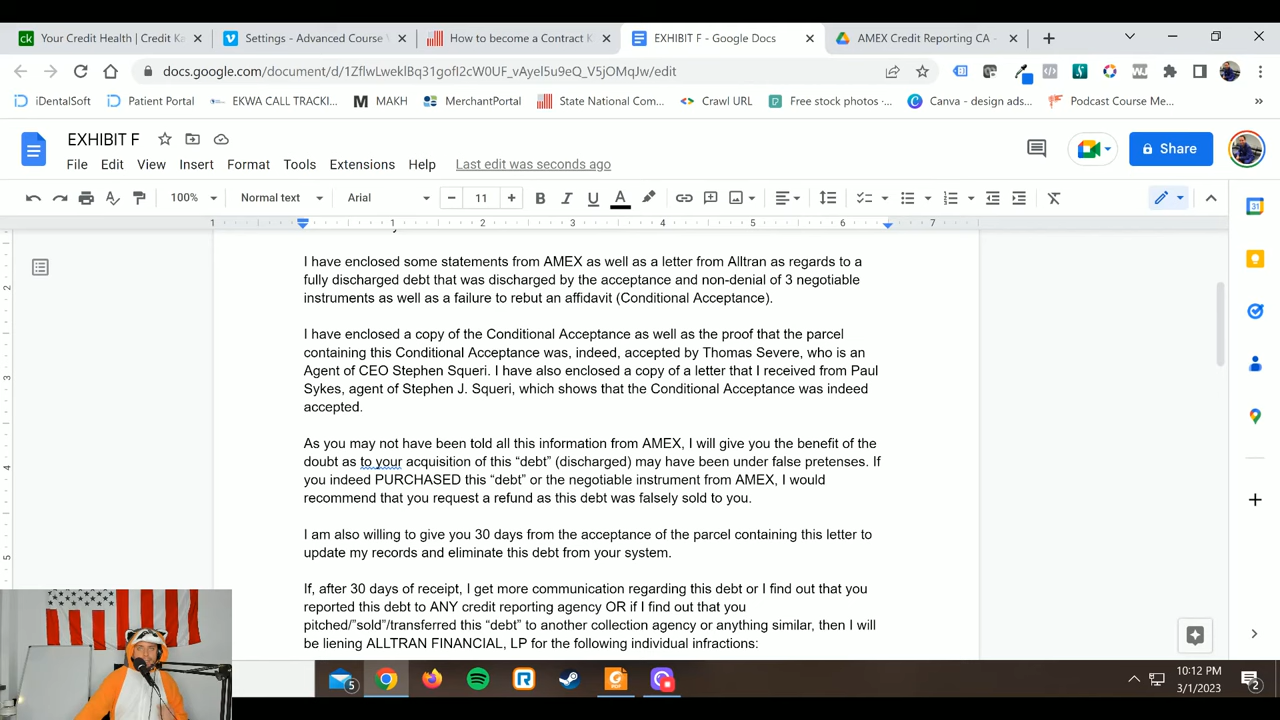 Your Credit Health | Credit Ka
Settings - Advanced Course
How to become a Contract K
EXHIBIT F - Google Docs
AMEX Credit Reporting CA -
docs.google.com/document/d/1ZflwlweklBq31gofI2cW0UF_vAyel5u9eQ_V5jOMqJw/edit
iDentalSoft
Patient Portal
EKWA CALL TRACKI...
MAKH
MerchantPortal
State National Com...
Crawl URL
Free stock photos ·...
Canva - design ads...
Podcast Course Me...
EXHIBIT F
File Edit View Insert Format Tools Extensions Help Last edit was seconds ago
Share
100% Normal text Arial 11
1 1 2 3 4 5 6 7
I have enclosed some statements from AMEX as well as a letter from Alltran as regards to a
fully discharged debt that was discharged by the acceptance and non-denial of 3 negotiable
instruments as well as a failure to rebut an affidavit (Conditional Acceptance).
I have enclosed a copy of the Conditional Acceptance as well as the proof that the parcel
containing this Conditional Acceptance was, indeed, accepted by Thomas Severe, who is an
Agent of CEO Stephen Squeri. I have also enclosed a copy of a letter that I received from Paul
Sykes, agent of Stephen J. Squeri, which shows that the Conditional Acceptance was indeed
accepted.
As you may not have been told all this information from AMEX, I will give you the benefit of the
doubt as to your acquisition of this “debt” (discharged) may have been under false pretenses. If
you indeed PURCHASED this “debt” or the negotiable instrument from AMEX, I would
recommend that you request a refund as this debt was falsely sold to you.
I am also willing to give you 30 days from the acceptance of the parcel containing this letter to
update my records and eliminate this debt from your system.
If, after 30 days of receipt, I get more communication regarding this debt or I find out that you
reported this debt to ANY credit reporting agency OR if I find out that you
pitched/”sold”/transferred this “debt” to another collection agency or anything similar, then I will
be liening ALLTRAN FINANCIAL, LP for the following individual infractions:
2
3
4
5
31
5
10:12 PM
3/1/2023
2